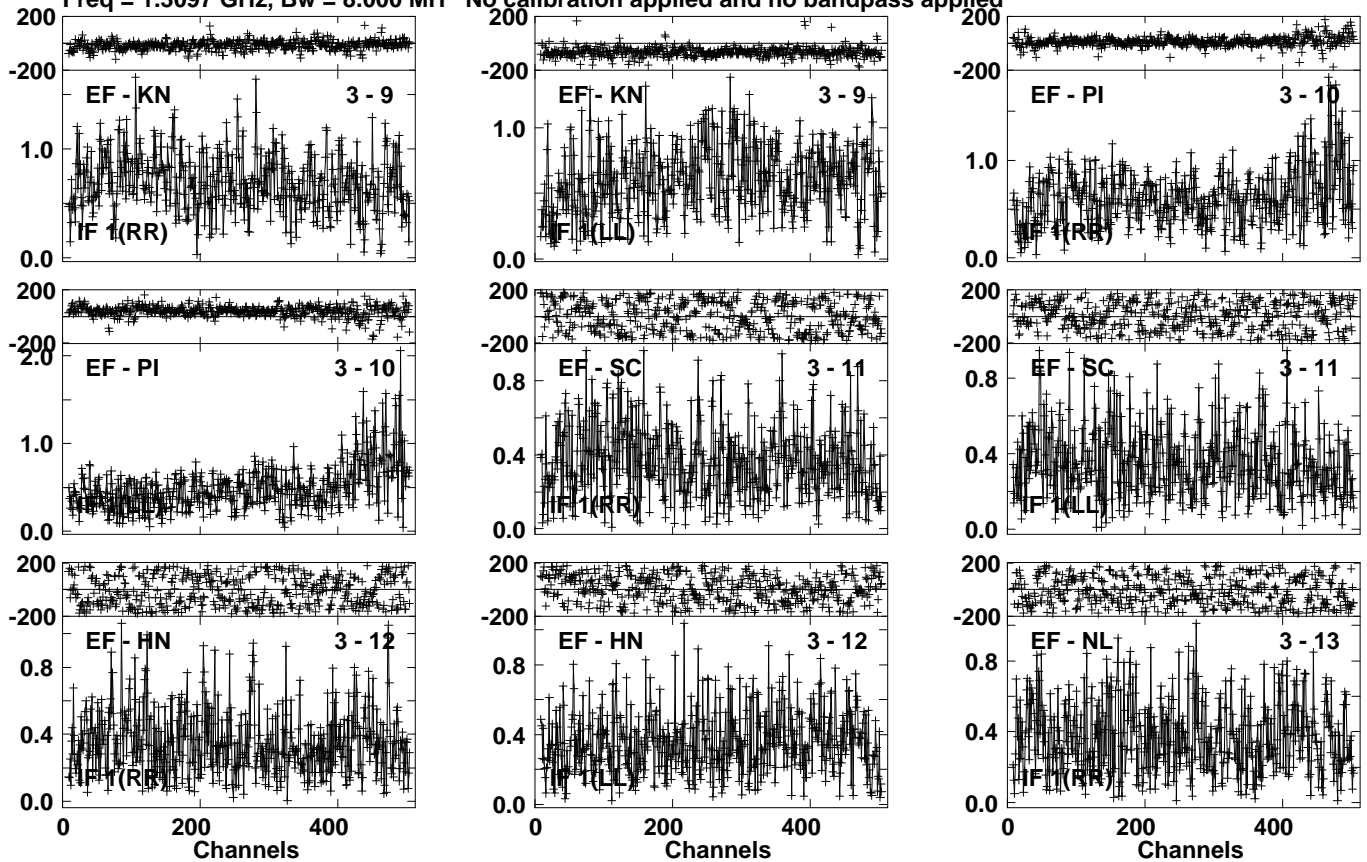 Freq = 1.3097 GHz, Bw = 8.000 MH No calibration applied and no bandpass applied
200
-200
EF - KN 3 - 9
1.0
IF 1(RR)
0.0
EF - KN 3 - 9
1.0
IF 1(LL)
0.0
0 200 400
200
-200
EF - PI 3 - 10
2.0
1.0
IF 1(RR)
0.0
200
-200
2.0
EF - PI 3 - 10
1.0
IF 1(LL)
0.0
200
-200
EF - SC 3 - 11
0.8
0.4
IF 1(RR)
0.0
200
-200
EF - SC 3 - 11
0.8
0.4
IF 1(LL)
0.0
200
-200
EF - HN 3 - 12
0.8
0.4
IF 1(RR)
0.0
0 200 400
Channels
200
-200
EF - HN 3 - 12
0.8
0.4
IF 1(LL)
0.0
0 200 400
Channels
200
-200
EF - NL 3 - 13
0.8
0.4
IF 1(RR)
0.0
0 200 400
Channels